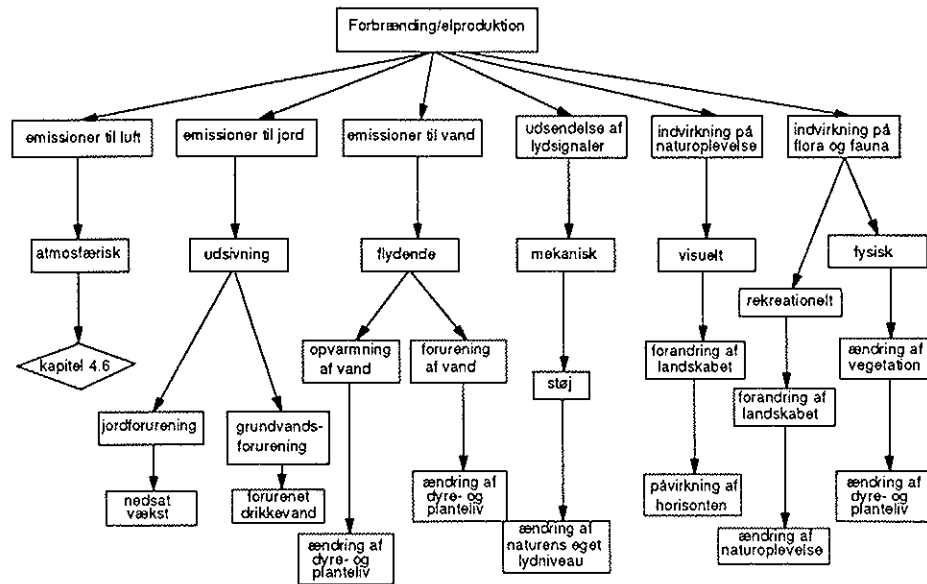 Forbrænding/elproduktion
emissioner til luft
emissioner til jord
emissioner til vand
udsendelse af
lydsignaler
indvirkning på
naturoplevelse
indvirkning på
flora og fauna
atmosfærisk
udsivning
flydende
mekanisk
visuelt
fysisk
rekreationelt
kapitel 4.6
opvarmning
af vand
forurening
af vand
støj
forandring af
landskabet
ændring af
vegetation
forandring af
landskabet
jordforurening
grundvands-
forurening
nedsat
vækst
forurenet
drikkevand
ændring af
dyre- og
planteliv
ændring af
dyre- og
planteliv
ændring af
naturens eget
lydniveau
påvirkning af
horisonten
ændring af
naturoplevelse
ændring af
dyre- og
planteliv